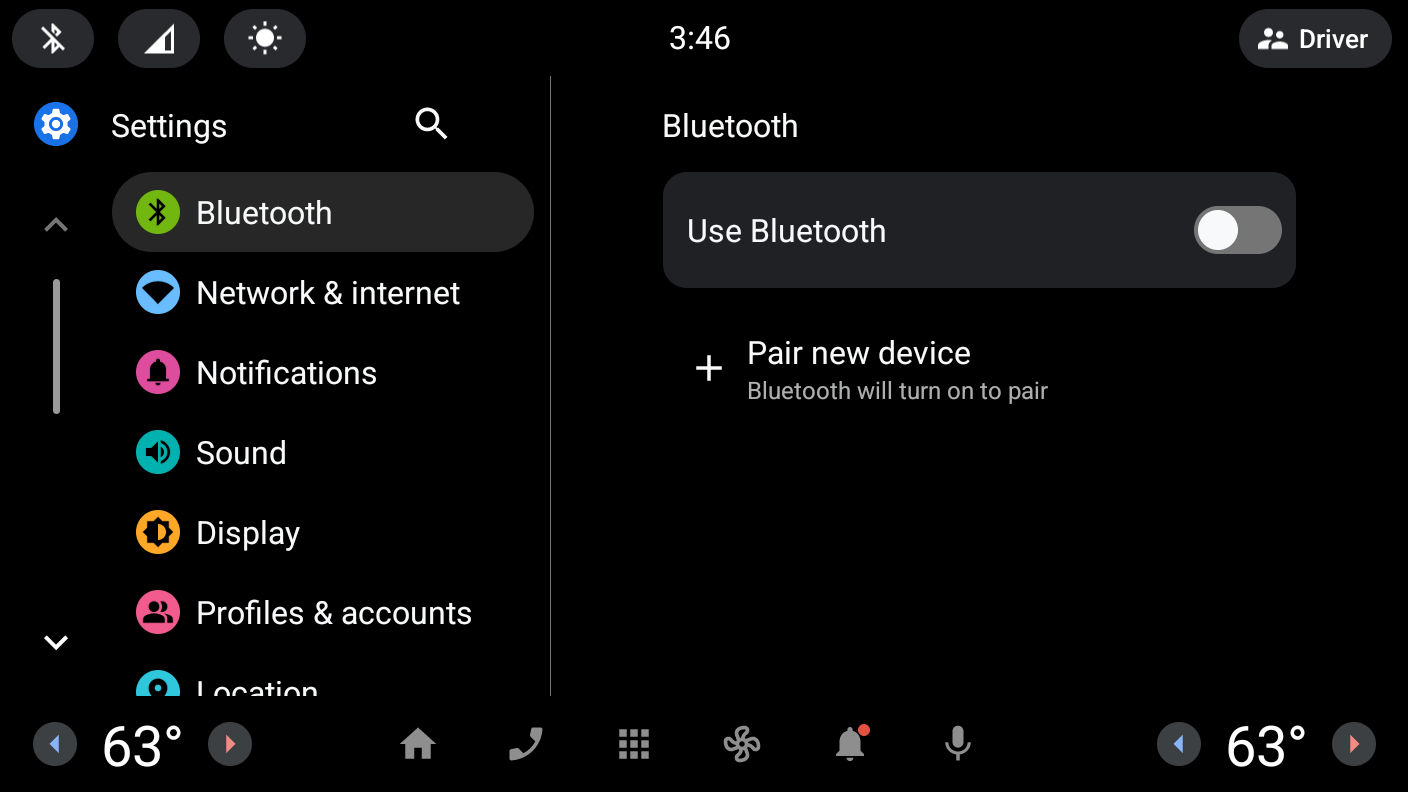 3:46
Driver
Settings
Bluetooth
Network & internet
Notifications
Sound
Display
Profiles & accounts
Location
Bluetooth
Use Bluetooth
Pair new device
Bluetooth will turn on to pair
63°
63°